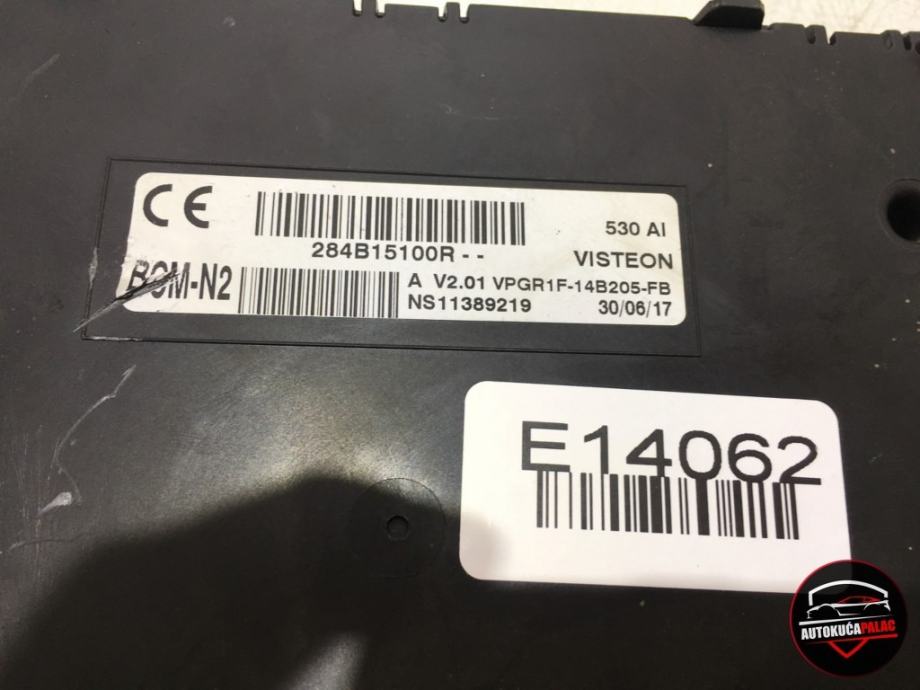 CE
530 AI
284B15100R - -
VISTEON
BCM-N2
A V2.01 VPGR1F-14B205-FB
NS11389219
30/06/17
E14062
AUTOKUĆAPALAC